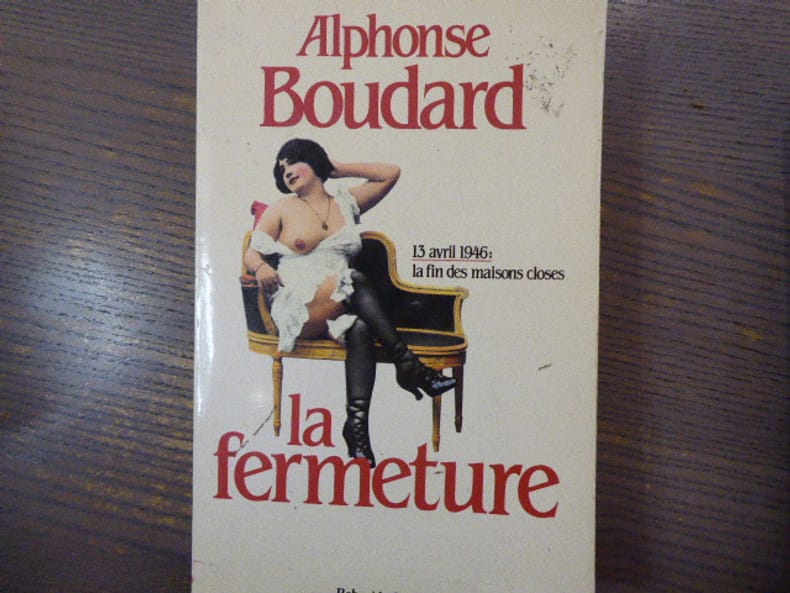 Alphonse
Boudard
13 avril 1946:
la fin des maisons closes
la
fermeture